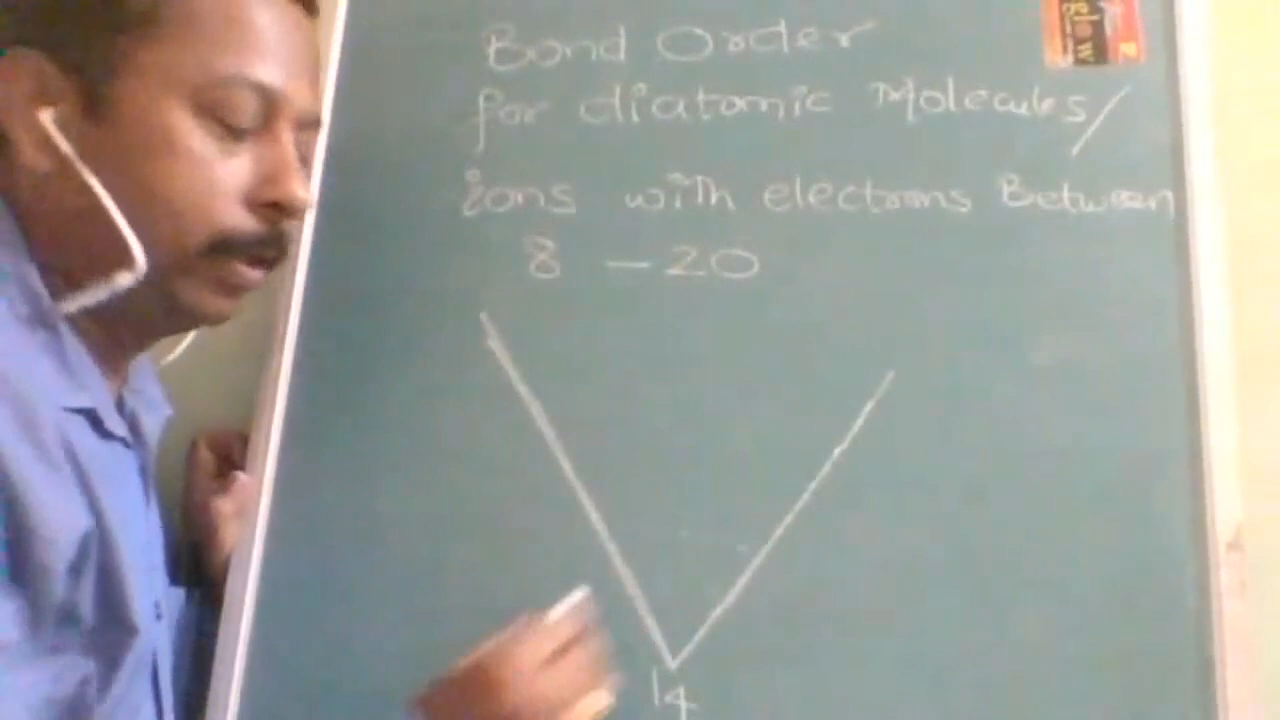 Bond Order
for diatomic Molecules/
ions with electrons Between
8 - 20
14